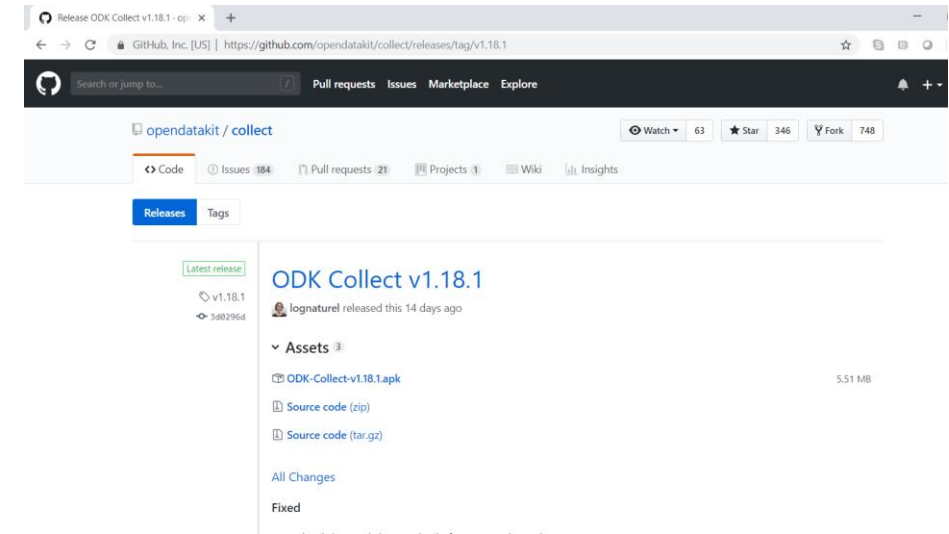 Release ODK Collect v1.18.1 · ope
GitHub, Inc. [US] | https://github.com/opendatakit/collect/releases/tag/v1.18.1
Search or jump to... / Pull requests Issues Marketplace Explore
opendatakit / collect Watch 63 Star 346 Fork 748
Code Issues 184 Pull requests 21 Projects 1 Wiki Insights
Releases Tags
Latest release
v1.18.1
3d0296d
ODK Collect v1.18.1
lognaturel released this 14 days ago
Assets 3
ODK-Collect-v1.18.1.apk 5.51 MB
Source code (zip)
Source code (tar.gz)
All Changes
Fixed